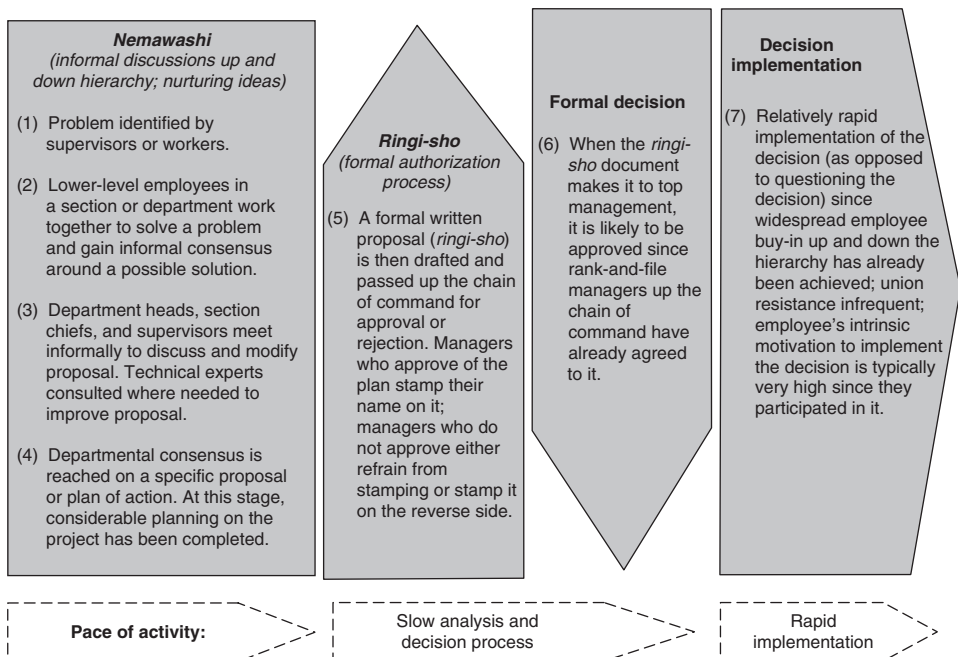 Nemawashi
(informal discussions up and
down hierarchy; nurturing ideas)
(1) Problem identified by
supervisors or workers.
(2) Lower-level employees in
a section or department work
together to solve a problem
and gain informal consensus
around a possible solution.
(3) Department heads, section
chiefs, and supervisors meet
informally to discuss and modify
proposal. Technical experts
consulted where needed to
improve proposal.
(4) Departmental consensus is
reached on a specific proposal
or plan of action. At this stage,
considerable planning on the
project has been completed.
Ringi-sho
(formal authorization
process)
(5) A formal written
proposal (ringi-sho)
is then drafted and
passed up the chain
of command for
approval or
rejection. Managers
who approve of the
plan stamp their
name on it;
managers who do
not approve either
refrain from
stamping or stamp it
on the reverse side.
Formal decision
(6) When the ringi-
sho document
makes it to top
management,
it is likely to be
approved since
rank-and-file
managers up the
chain of
command have
already agreed
to it.
Decision
implementation
(7) Relatively rapid
implementation of the
decision (as opposed
to questioning the
decision) since
widespread employee
buy-in up and down the
hierarchy has already
been achieved; union
resistance infrequent;
employee's intrinsic
motivation to implement
the decision is typically
very high since they
participated in it.
Pace of activity:
Slow analysis and
decision process
Rapid
implementation